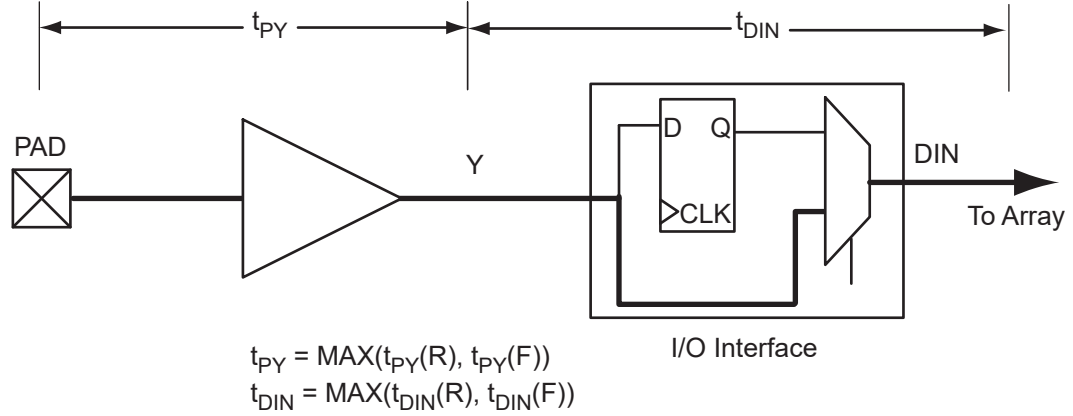 tPY
tDIN
PAD
Y
D Q
CLK
DIN
To Array
I/O Interface
tPY = MAX(tPY(R), tPY(F))
tDIN = MAX(tDIN(R), tDIN(F))